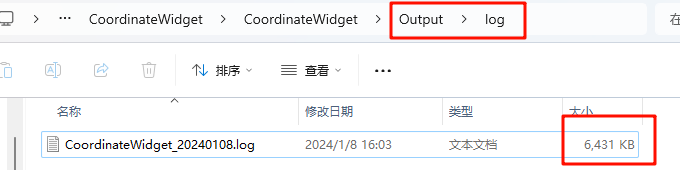 … > CoordinateWidget > CoordinateWidget > Output > log 在
排序 查看 …
名称 修改日期 类型 大小
CoordinateWidget_20240108.log 2024/1/8 16:03 文本文档 6,431 KB